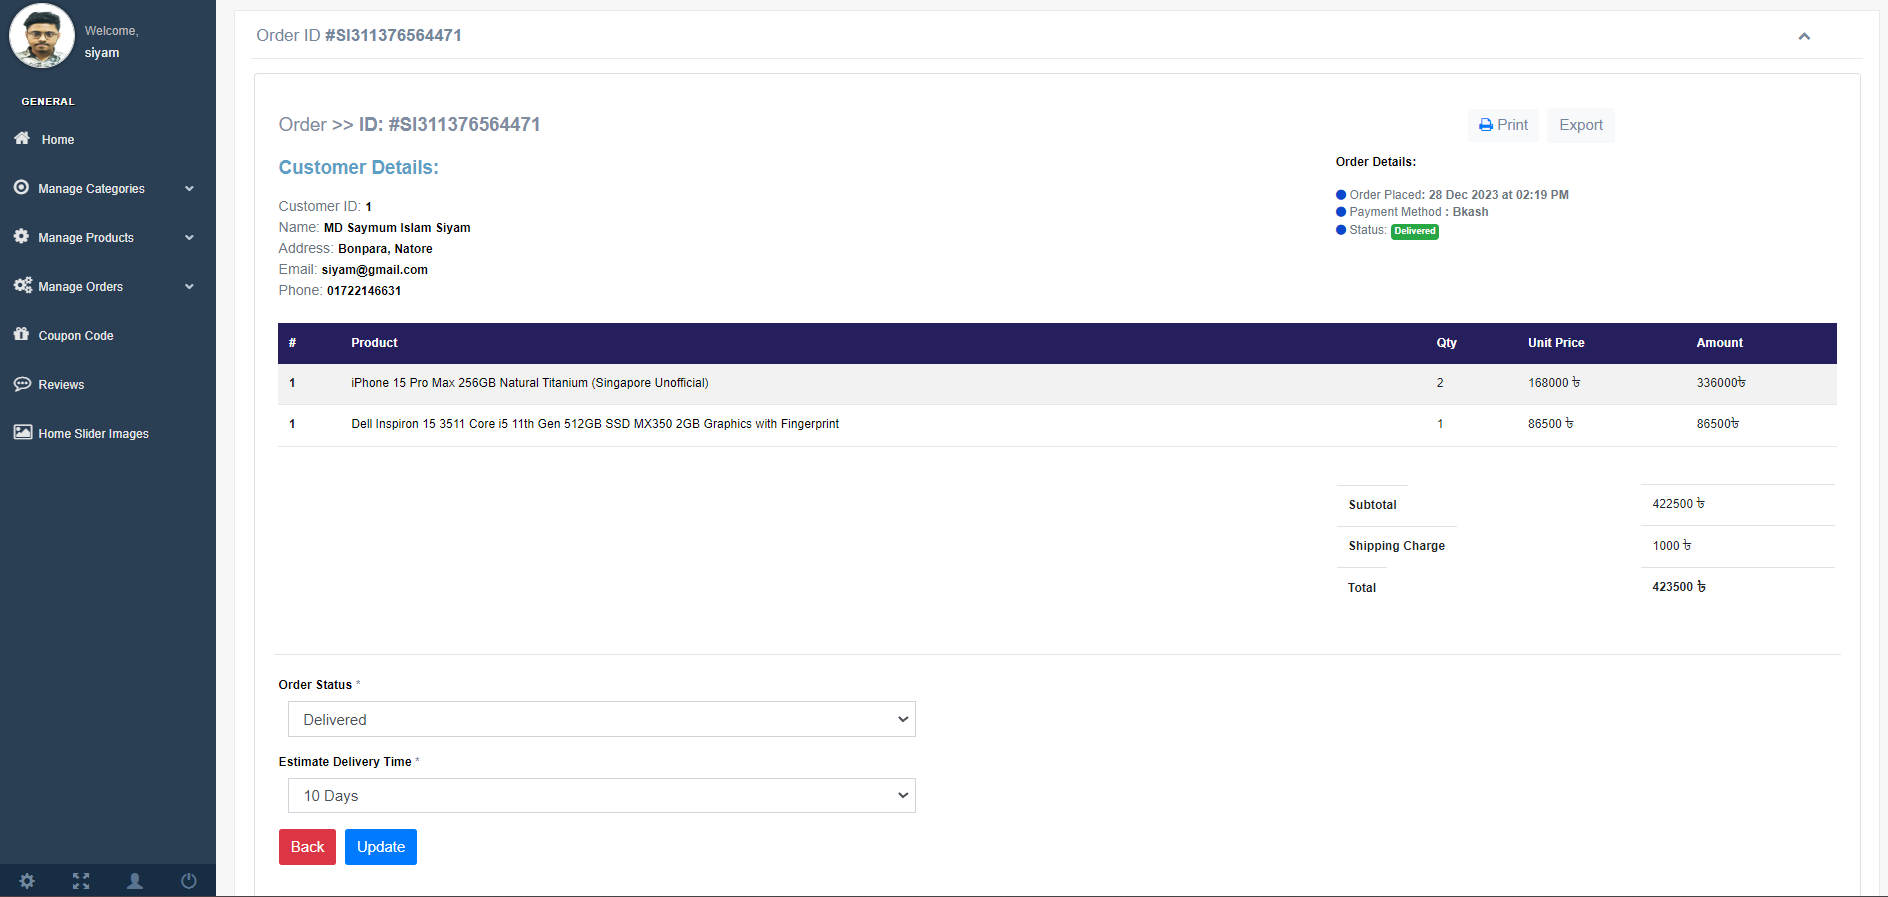 Welcome,
siyam
GENERAL
Home
Manage Categories
Manage Products
Manage Orders
Coupon Code
Reviews
Home Slider Images
Order ID #SI311376564471
Order >> ID: #SI311376564471
Print Export
Customer Details:
Customer ID: 1
Name: MD Saymum Islam Siyam
Address: Bonpara, Natore
Email: siyam@gmail.com
Phone: 01722146631
Order Details:
Order Placed: 28 Dec 2023 at 02:19 PM
Payment Method : Bkash
Status: Delivered
# Product Qty Unit Price Amount
1 iPhone 15 Pro Max 256GB Natural Titanium (Singapore Unofficial) 2 168000 ৳ 336000৳
1 Dell Inspiron 15 3511 Core i5 11th Gen 512GB SSD MX350 2GB Graphics with Fingerprint 1 86500 ৳ 86500৳
Subtotal 422500 ৳
Shipping Charge 1000 ৳
Total 423500 ৳
Order Status *
Delivered
Estimate Delivery Time *
10 Days
Back Update